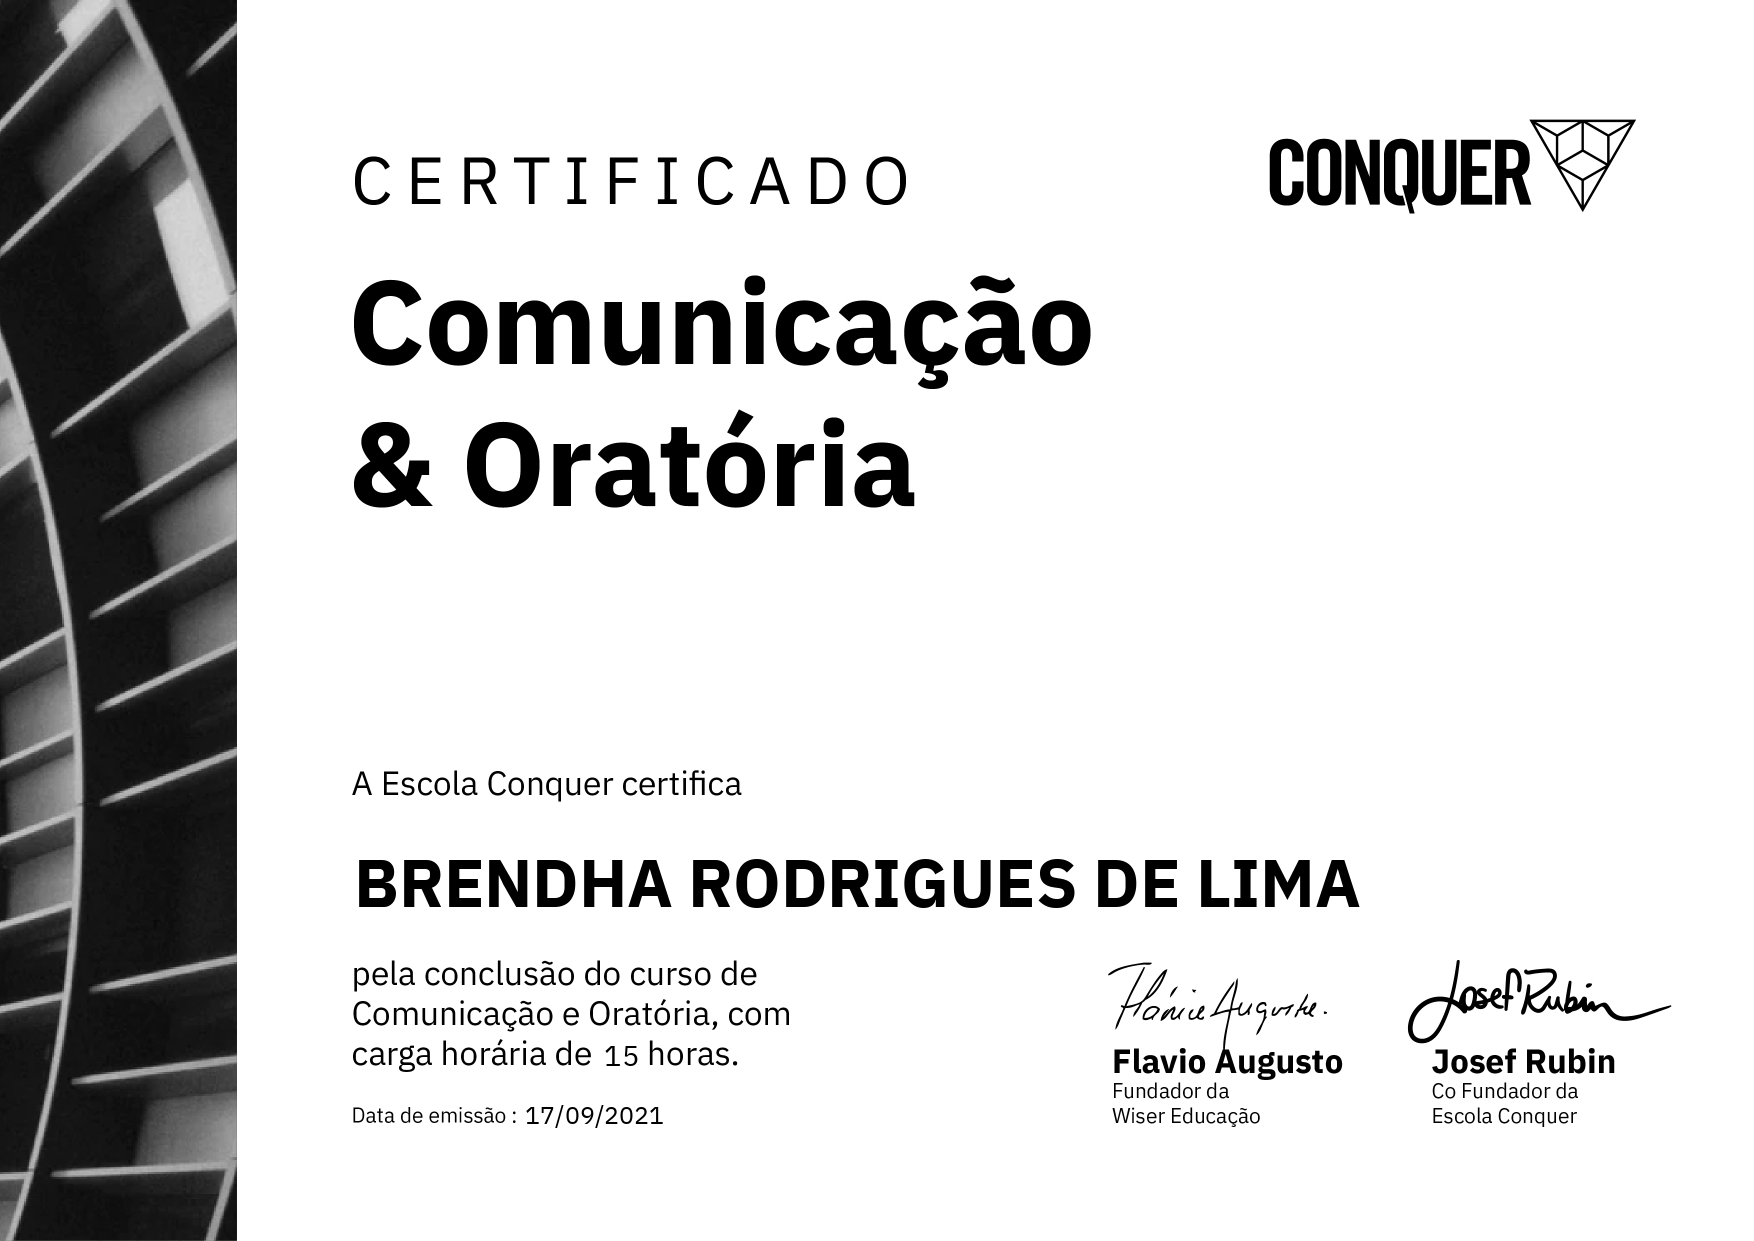 CERTIFICADO
CONQUER
Comunicação
& Oratória
A Escola Conquer certifica
BRENDHA RODRIGUES DE LIMA
pela conclusão do curso de
Comunicação e Oratória, com
carga horária de 15 horas.
Data de emissão : 17/09/2021
Flávio Augusto.
Flavio Augusto
Fundador da
Wiser Educação
Josef Rubin
Josef Rubin
Co Fundador da
Escola Conquer